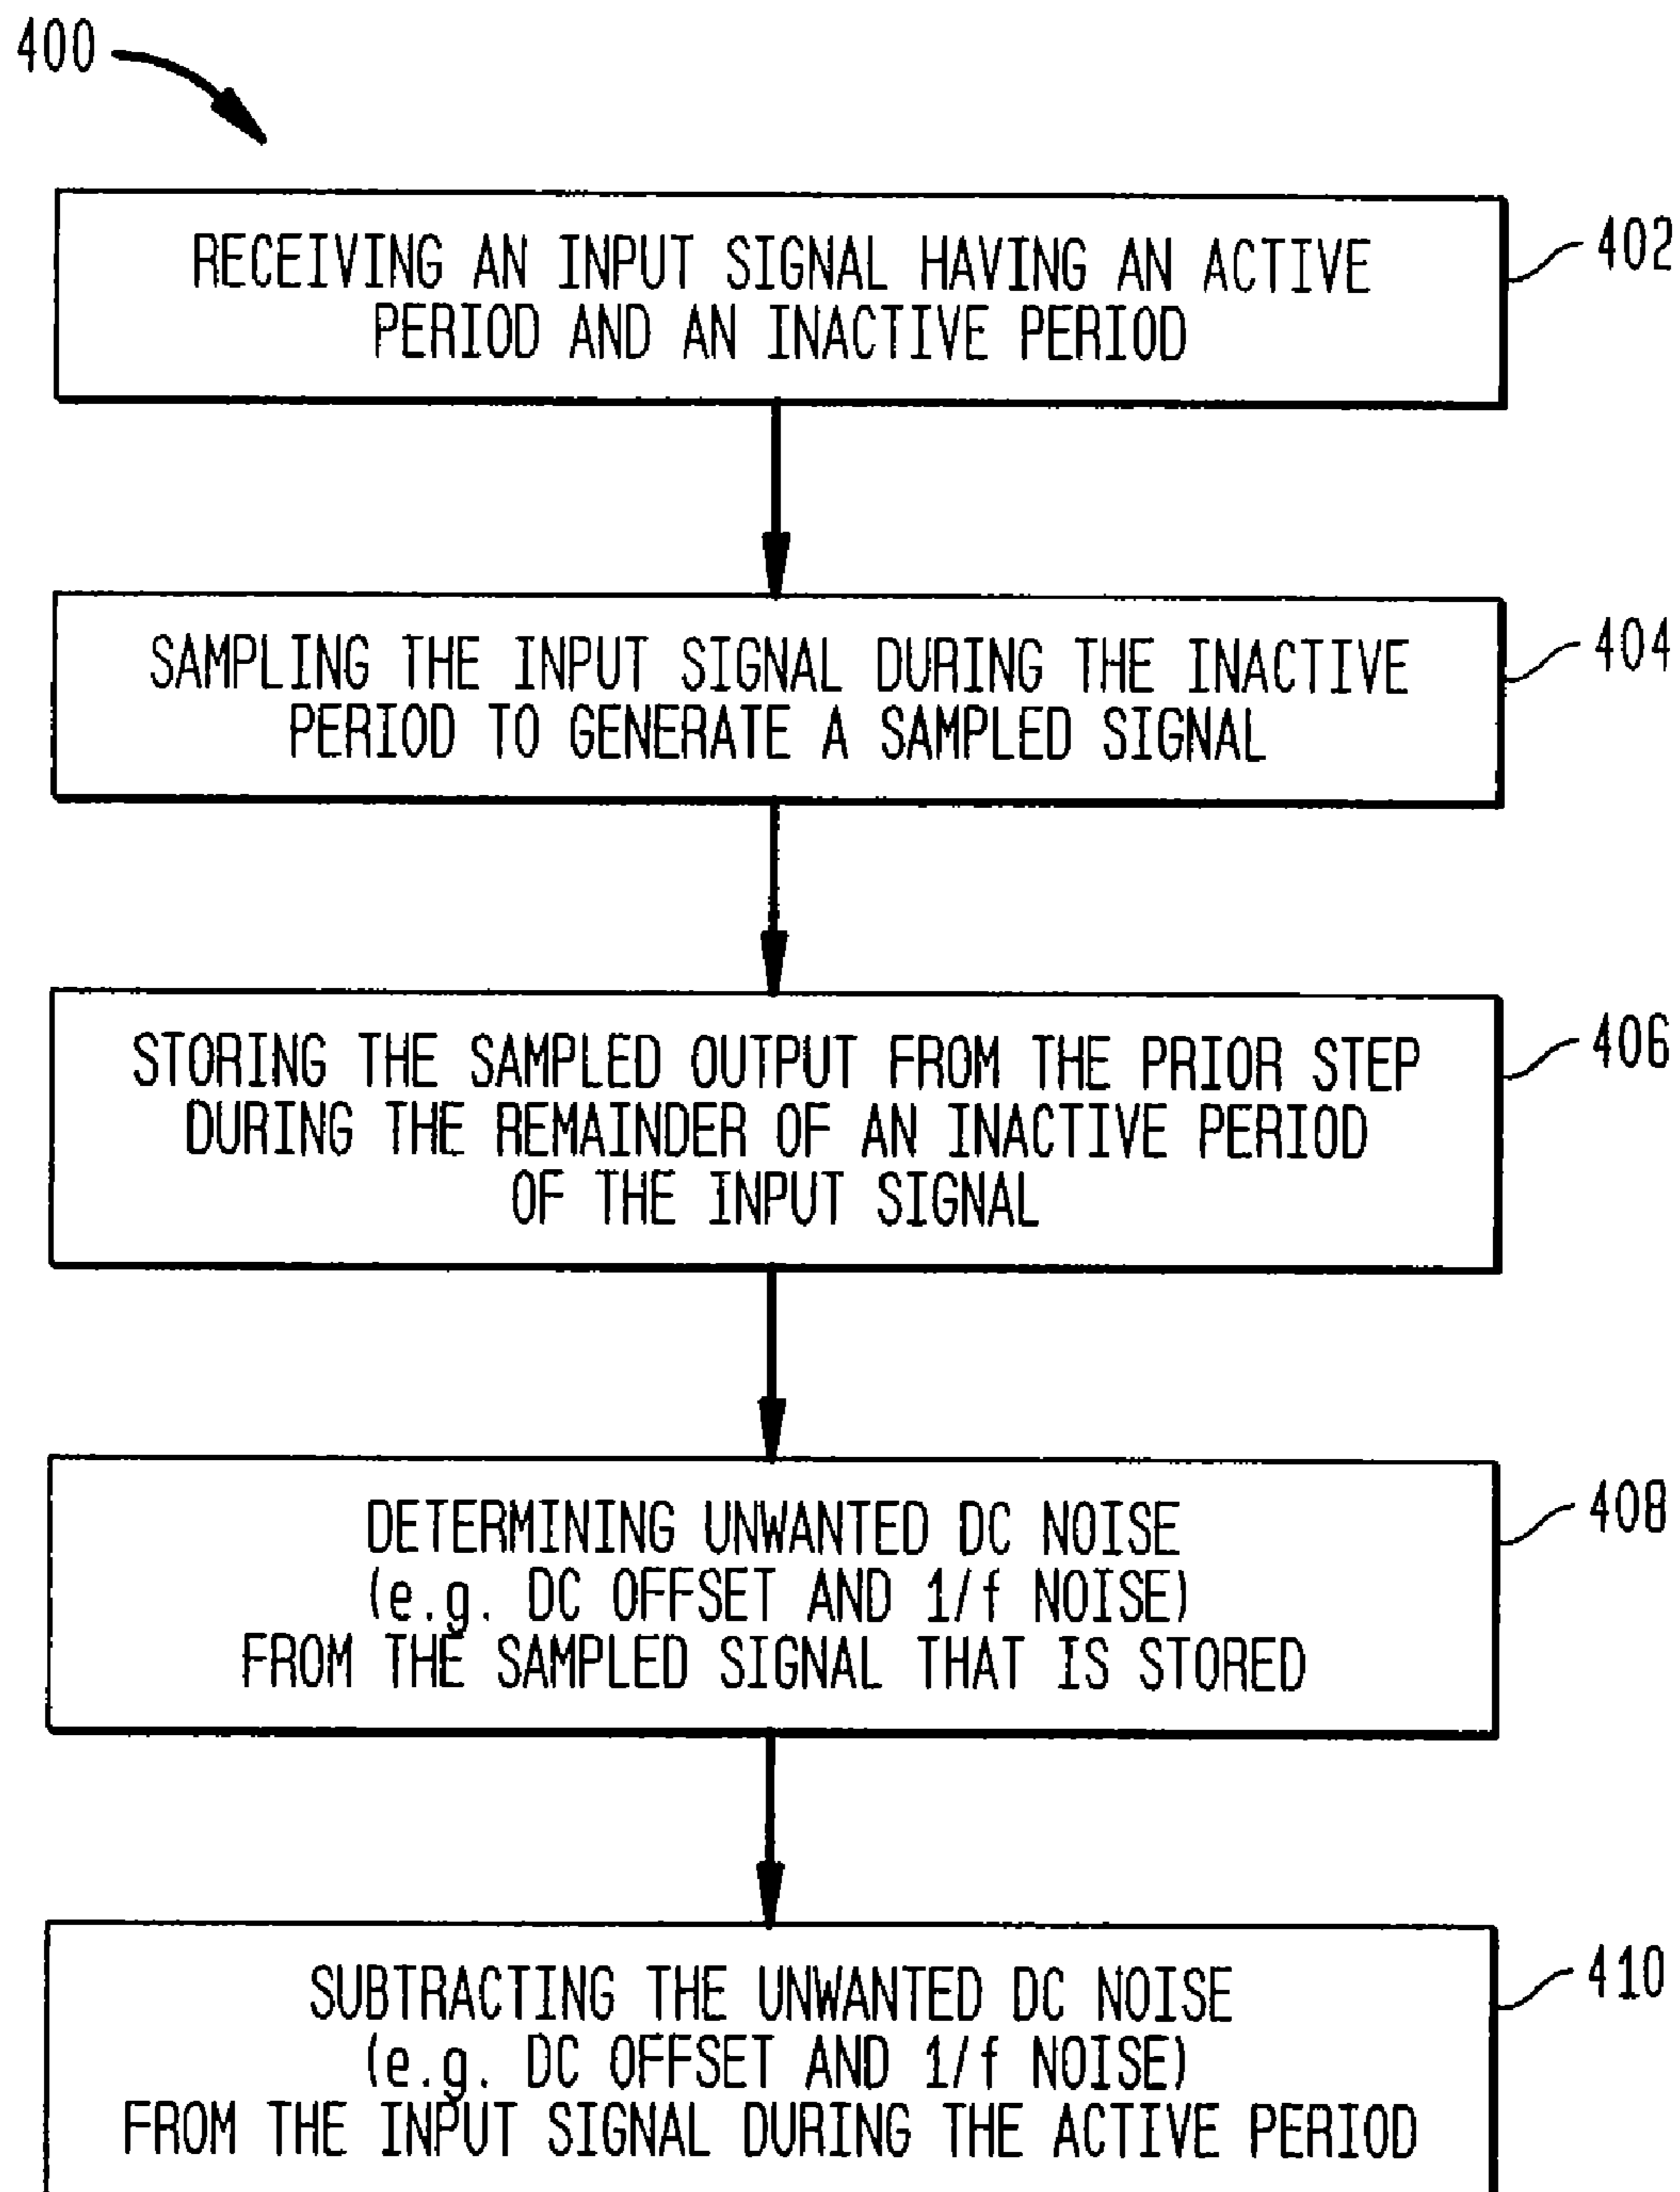 400
RECEIVING AN INPUT SIGNAL HAVING AN ACTIVE
PERIOD AND AN INACTIVE PERIOD
402
SAMPLING THE INPUT SIGNAL DURING THE INACTIVE
PERIOD TO GENERATE A SAMPLED SIGNAL
404
STORING THE SAMPLED OUTPUT FROM THE PRIOR STEP
DURING THE REMAINDER OF AN INACTIVE PERIOD
OF THE INPUT SIGNAL
406
DETERMINING UNWANTED DC NOISE
(e.g. DC OFFSET AND 1/f NOISE)
FROM THE SAMPLED SIGNAL THAT IS STORED
408
SUBTRACTING THE UNWANTED DC NOISE
(e.g. DC OFFSET AND 1/f NOISE)
FROM THE INPUT SIGNAL DURING THE ACTIVE PERIOD
410